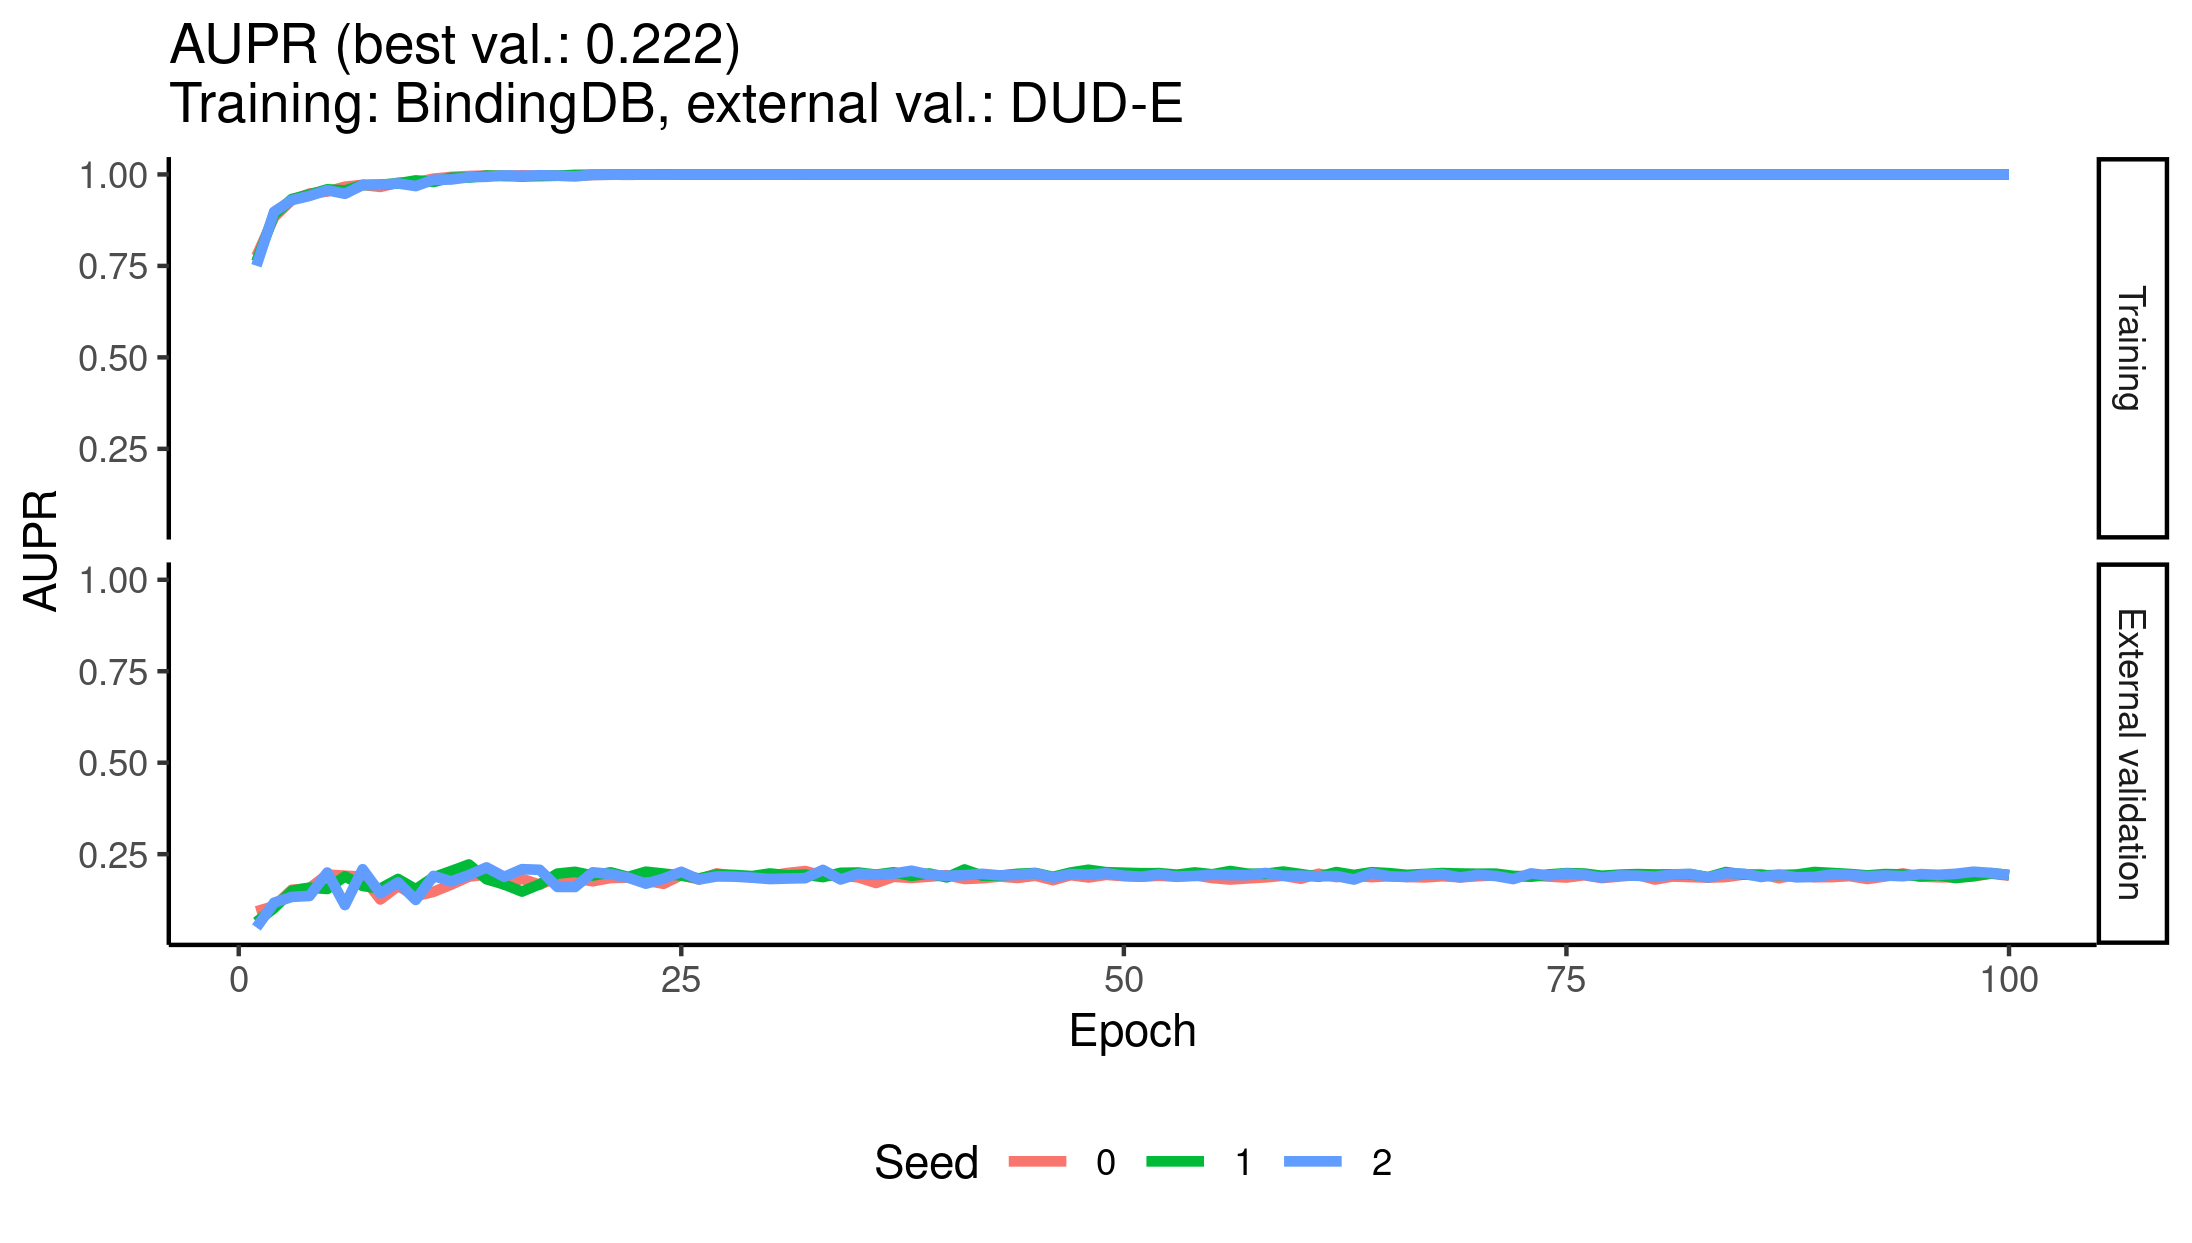 AUPR (best val.: 0.222)
Training: BindingDB, external val.: DUD-E
AUPR
1.00
0.75
0.50
0.25
Training
1.00
0.75
0.50
0.25
External validation
0
25
50
75
100
Epoch
Seed 0 1 2